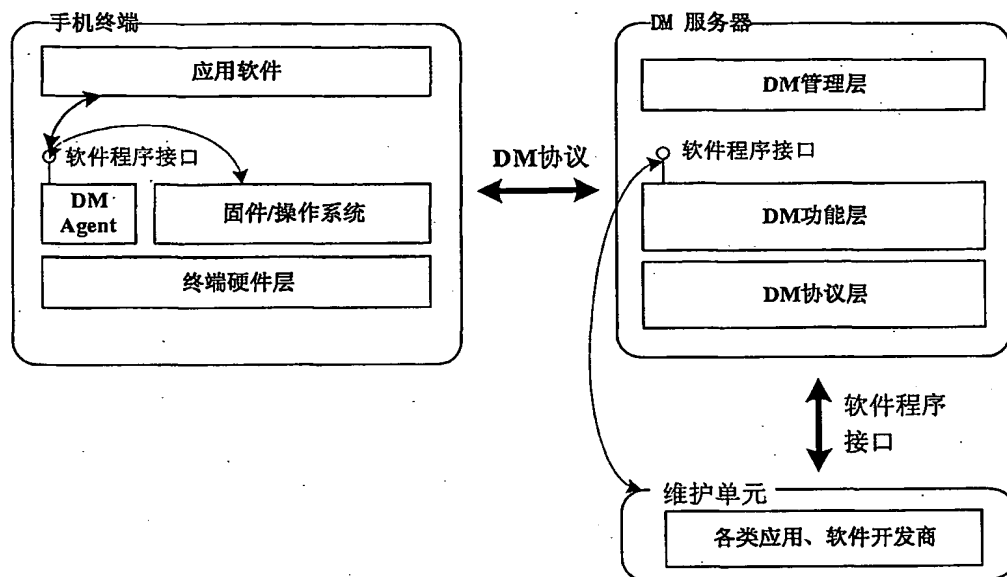 手机终端
应用软件
软件程序接口
DM
Agent
固件/操作系统
终端硬件层
DM协议
DM 服务器
DM管理层
软件程序接口
DM功能层
DM协议层
软件程序
接口
维护单元
各类应用、软件开发商